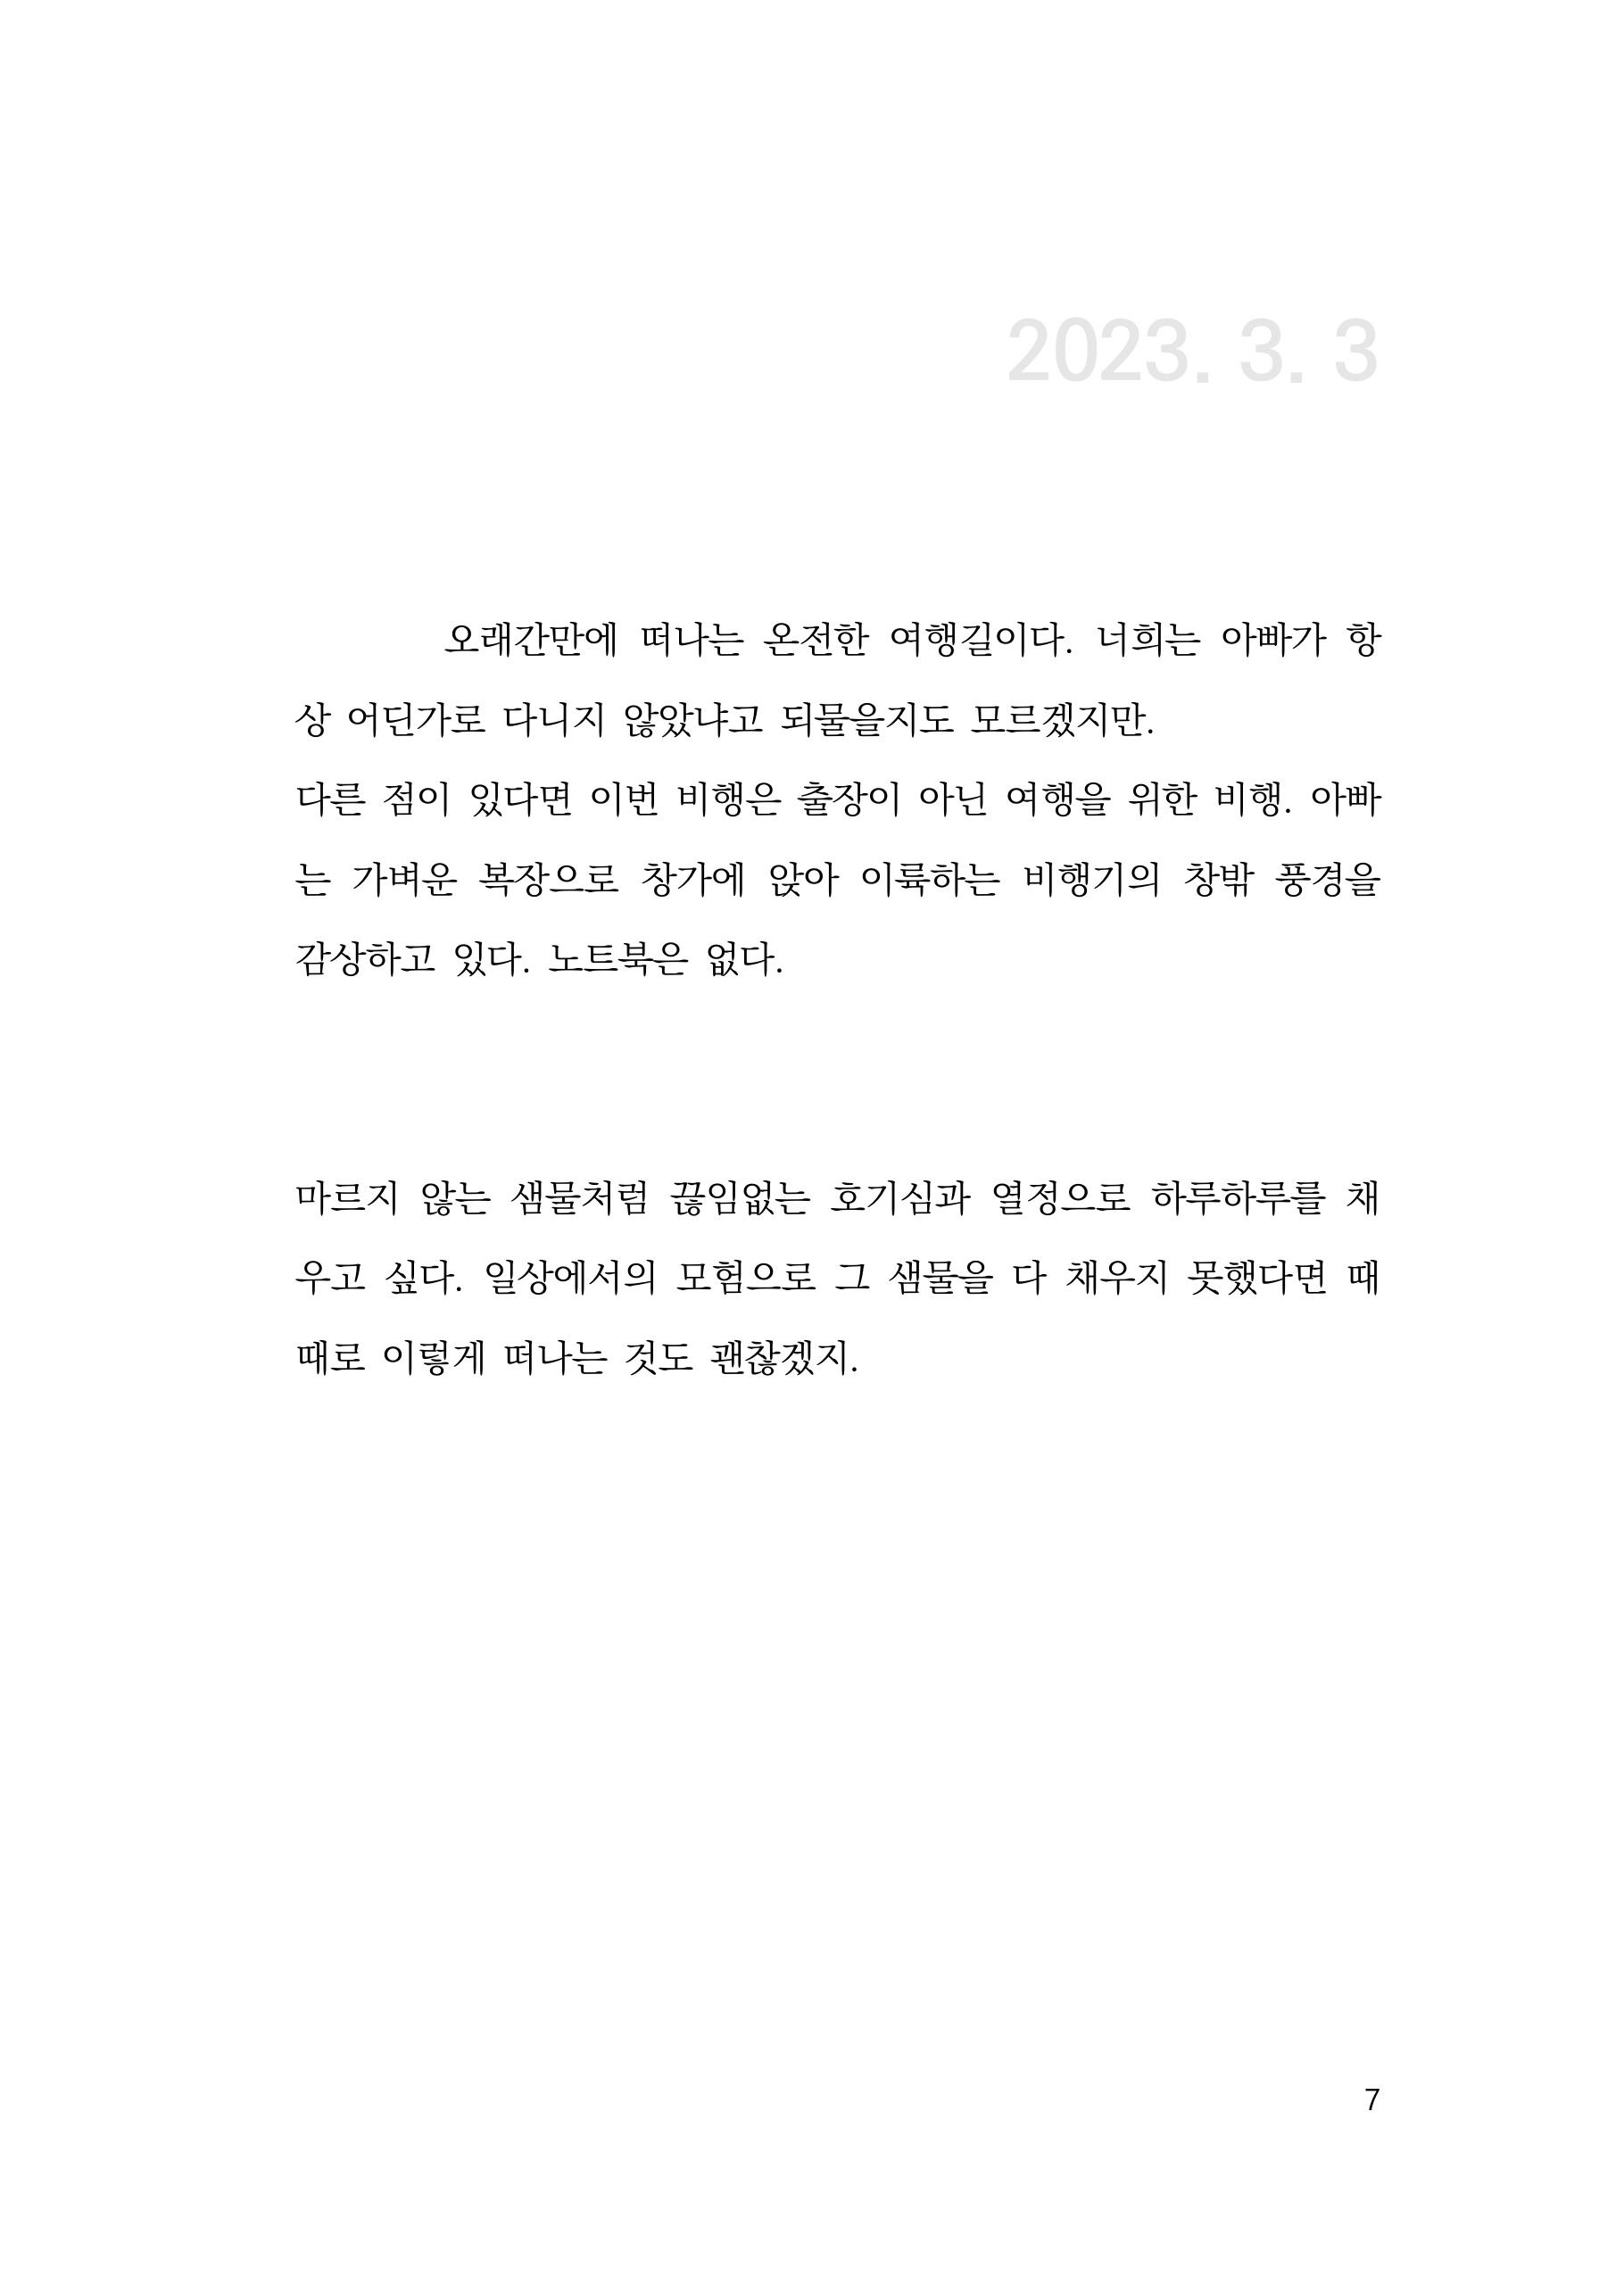 2023. 3. 3
오래간만에 떠나는 온전한 여행길이다. 너희는 아빠가 항
상 어딘가로 다니지 않았냐고 되물을지도 모르겠지만.
다른 점이 있다면 이번 비행은 출장이 아닌 여행을 위한 비행. 아빠
는 가벼운 복장으로 창가에 앉아 이륙하는 비행기의 창밖 풍경을
감상하고 있다. 노트북은 없다.
마르지 않는 샘물처럼 끊임없는 호기심과 열정으로 하루하루를 채
우고 싶다. 일상에서의 모험으로 그 샘물을 다 채우지 못했다면 때
때로 이렇게 떠나는 것도 괜찮겠지.
7